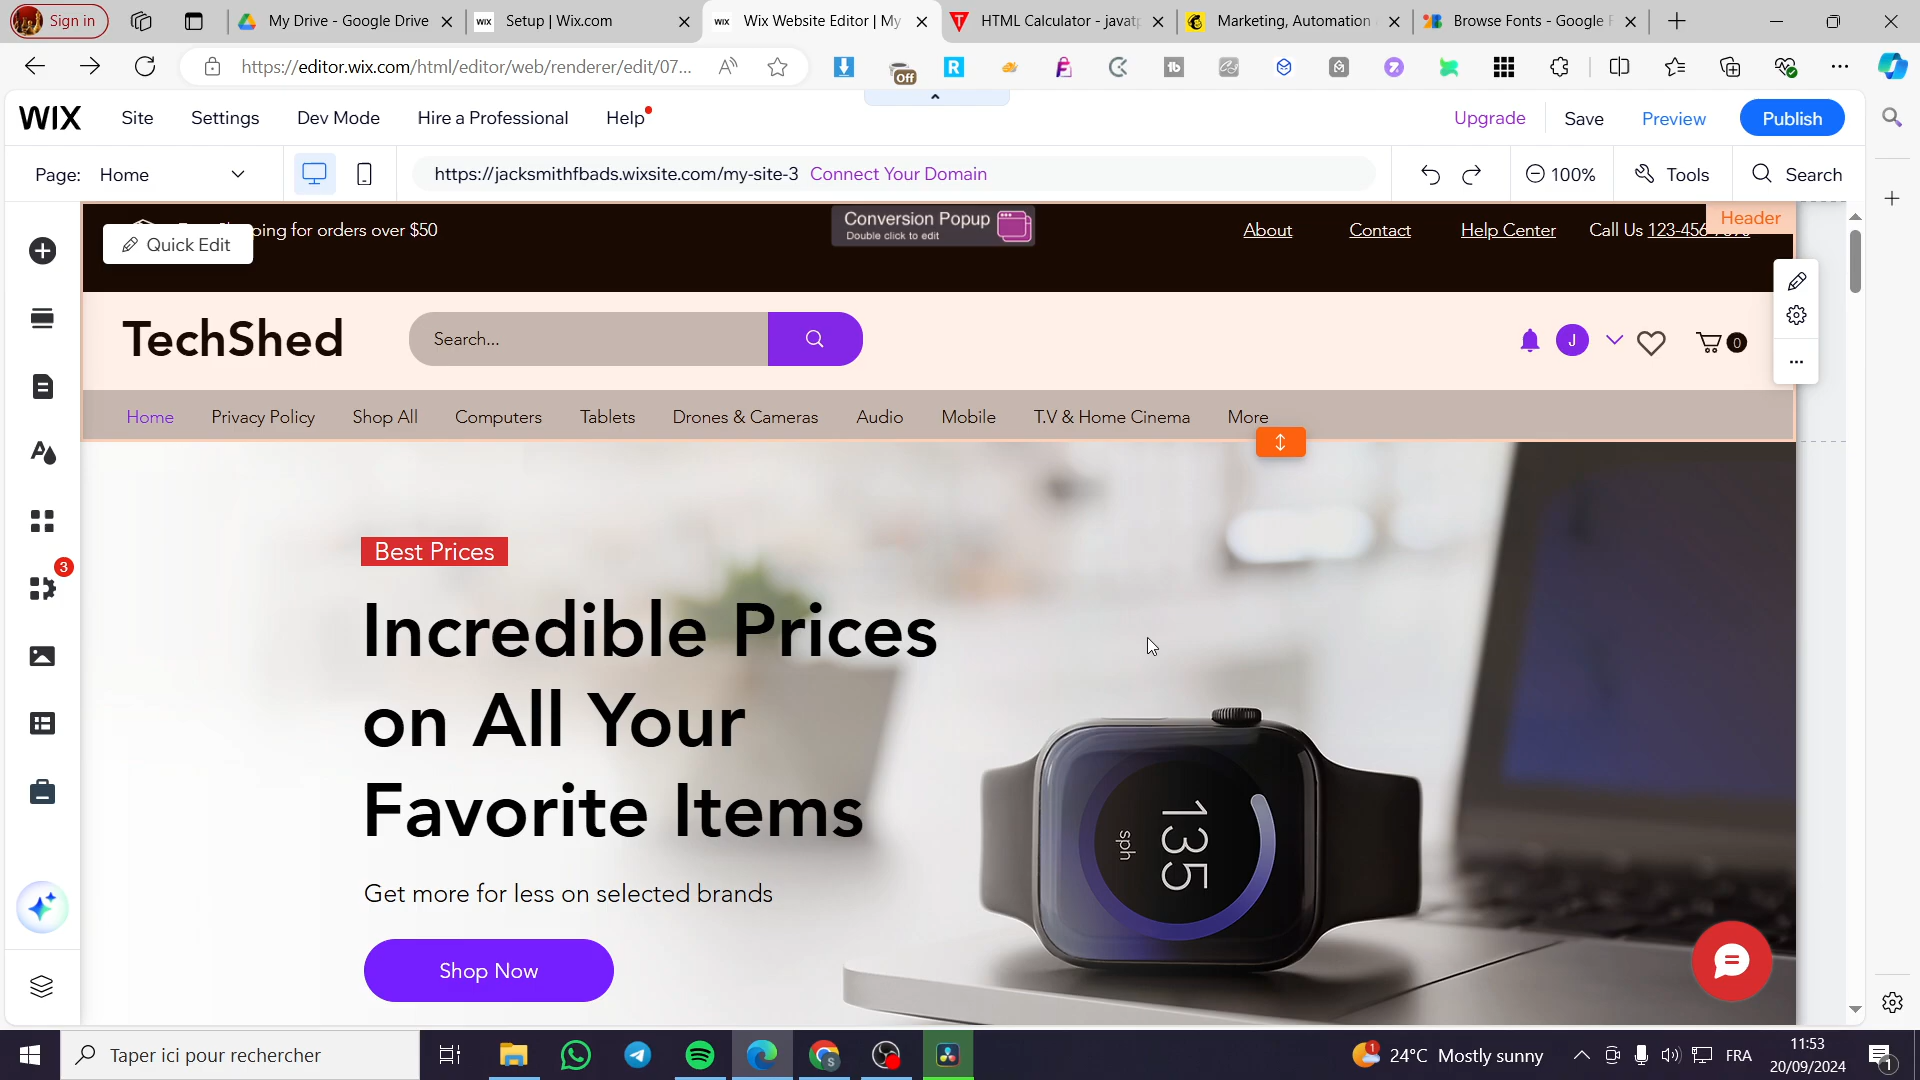 Sign in
My Drive - Google Drive
WIX Setup | Wix.com
WIX Wix Website Editor | My
HTML Calculator - javatp
Marketing, Automation
Browse Fonts - Google F
https://editor.wix.com/html/editor/web/renderer/edit/07...
Off
WIX
Site
Settings
Dev Mode
Hire a Professional
Help
Upgrade
Save
Preview
Publish
Page: Home
https://jacksmithfbads.wixsite.com/my-site-3 Connect Your Domain
100%
Tools
Search
Quick Edit
ping for orders over $50
Conversion Popup
Double click to edit
About
Contact
Help Center
Call Us 123-456-
Header
TechShed
Search...
J
0
Home
Privacy Policy
Shop All
Computers
Tablets
Drones & Cameras
Audio
Mobile
T.V & Home Cinema
More
3
Best Prices
Incredible Prices
on All Your
Favorite Items
Get more for less on selected brands
Shop Now
135
sph
Taper ici pour rechercher
1
24°C Mostly sunny
FRA
11:53
20/09/2024
1